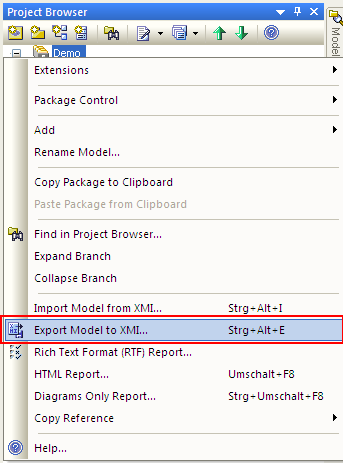 Project Browser
Demo
Model
Extensions
Package Control
Add
Rename Model...
Copy Package to Clipboard
Paste Package from Clipboard
Find in Project Browser...
Expand Branch
Collapse Branch
Import Model from XMI... Strg+Alt+I
Export Model to XMI... Strg+Alt+E
Rich Text Format (RTF) Report...
HTML Report... Umschalt+F8
Diagrams Only Report... Strg+Umschalt+F8
Copy Reference
Help...